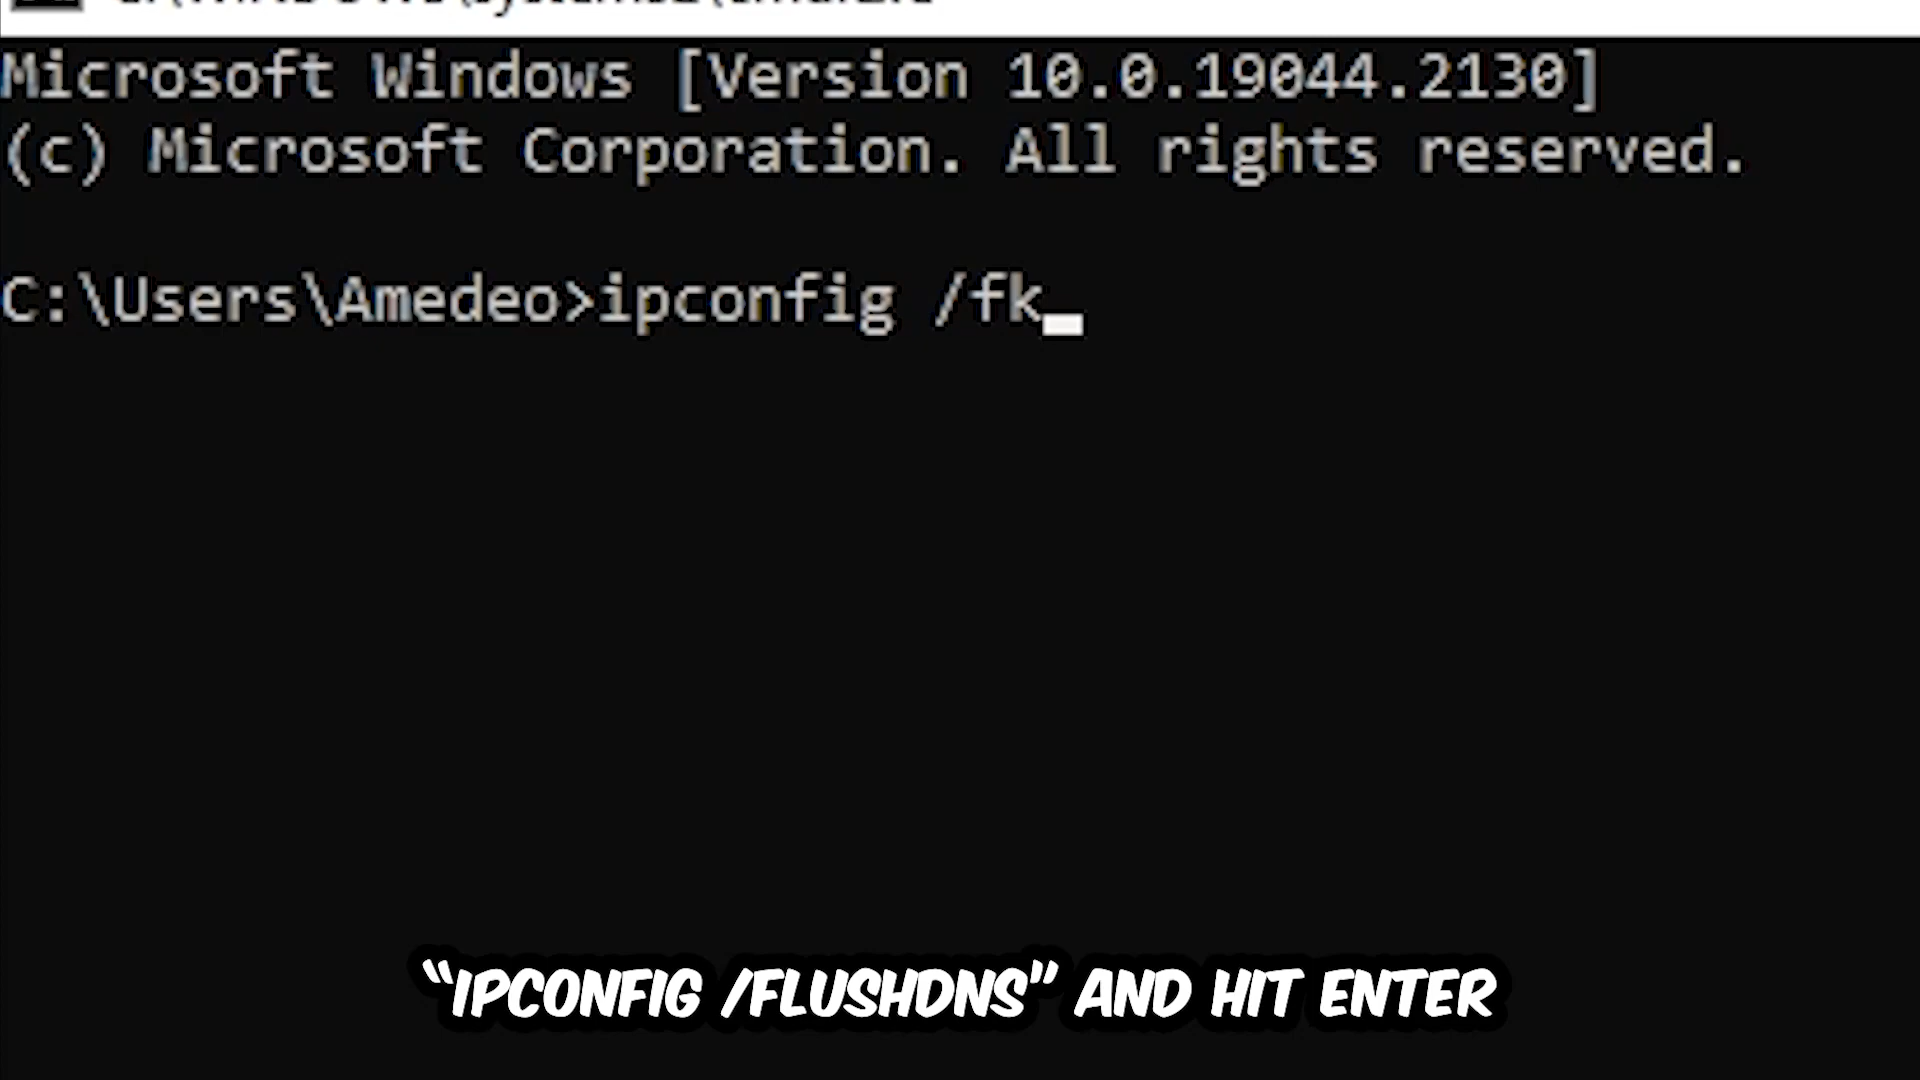 Microsoft Windows [Version 10.0.19044.2130]
(c) Microsoft Corporation. All rights reserved.
C:\Users\Amedeo>ipconfig /fk
“IPCONFIG /FLUSHDNS” AND HIT ENTER